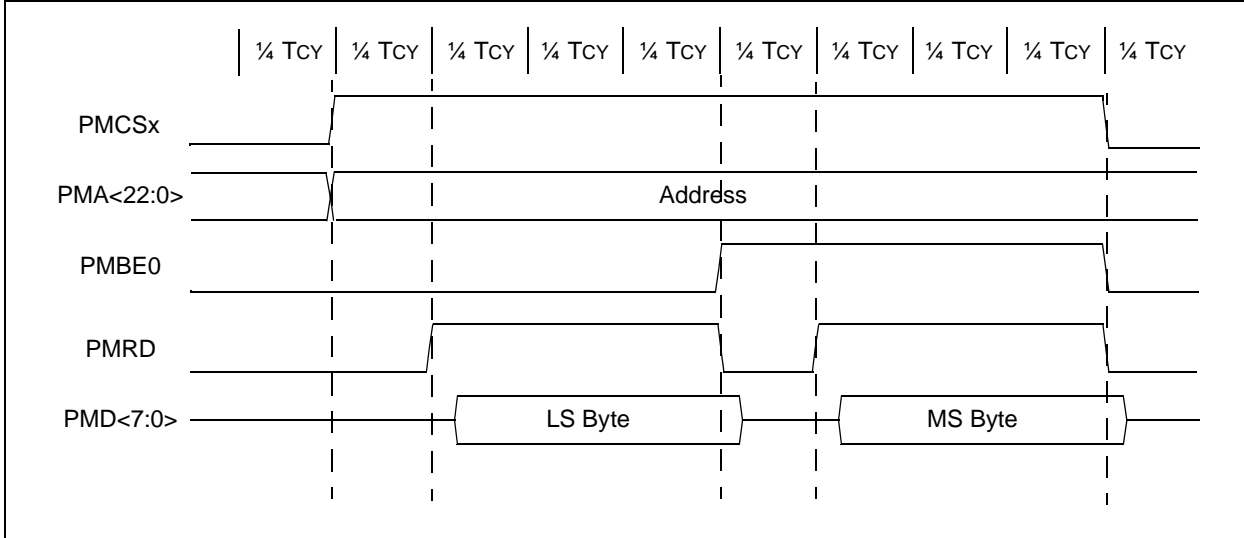 ¼ TCY ¼ TCY ¼ TCY ¼ TCY ¼ TCY ¼ TCY ¼ TCY ¼ TCY ¼ TCY ¼ TCY
PMCSx
PMA<22:0> Address
PMBE0
PMRD
PMD<7:0> LS Byte MS Byte